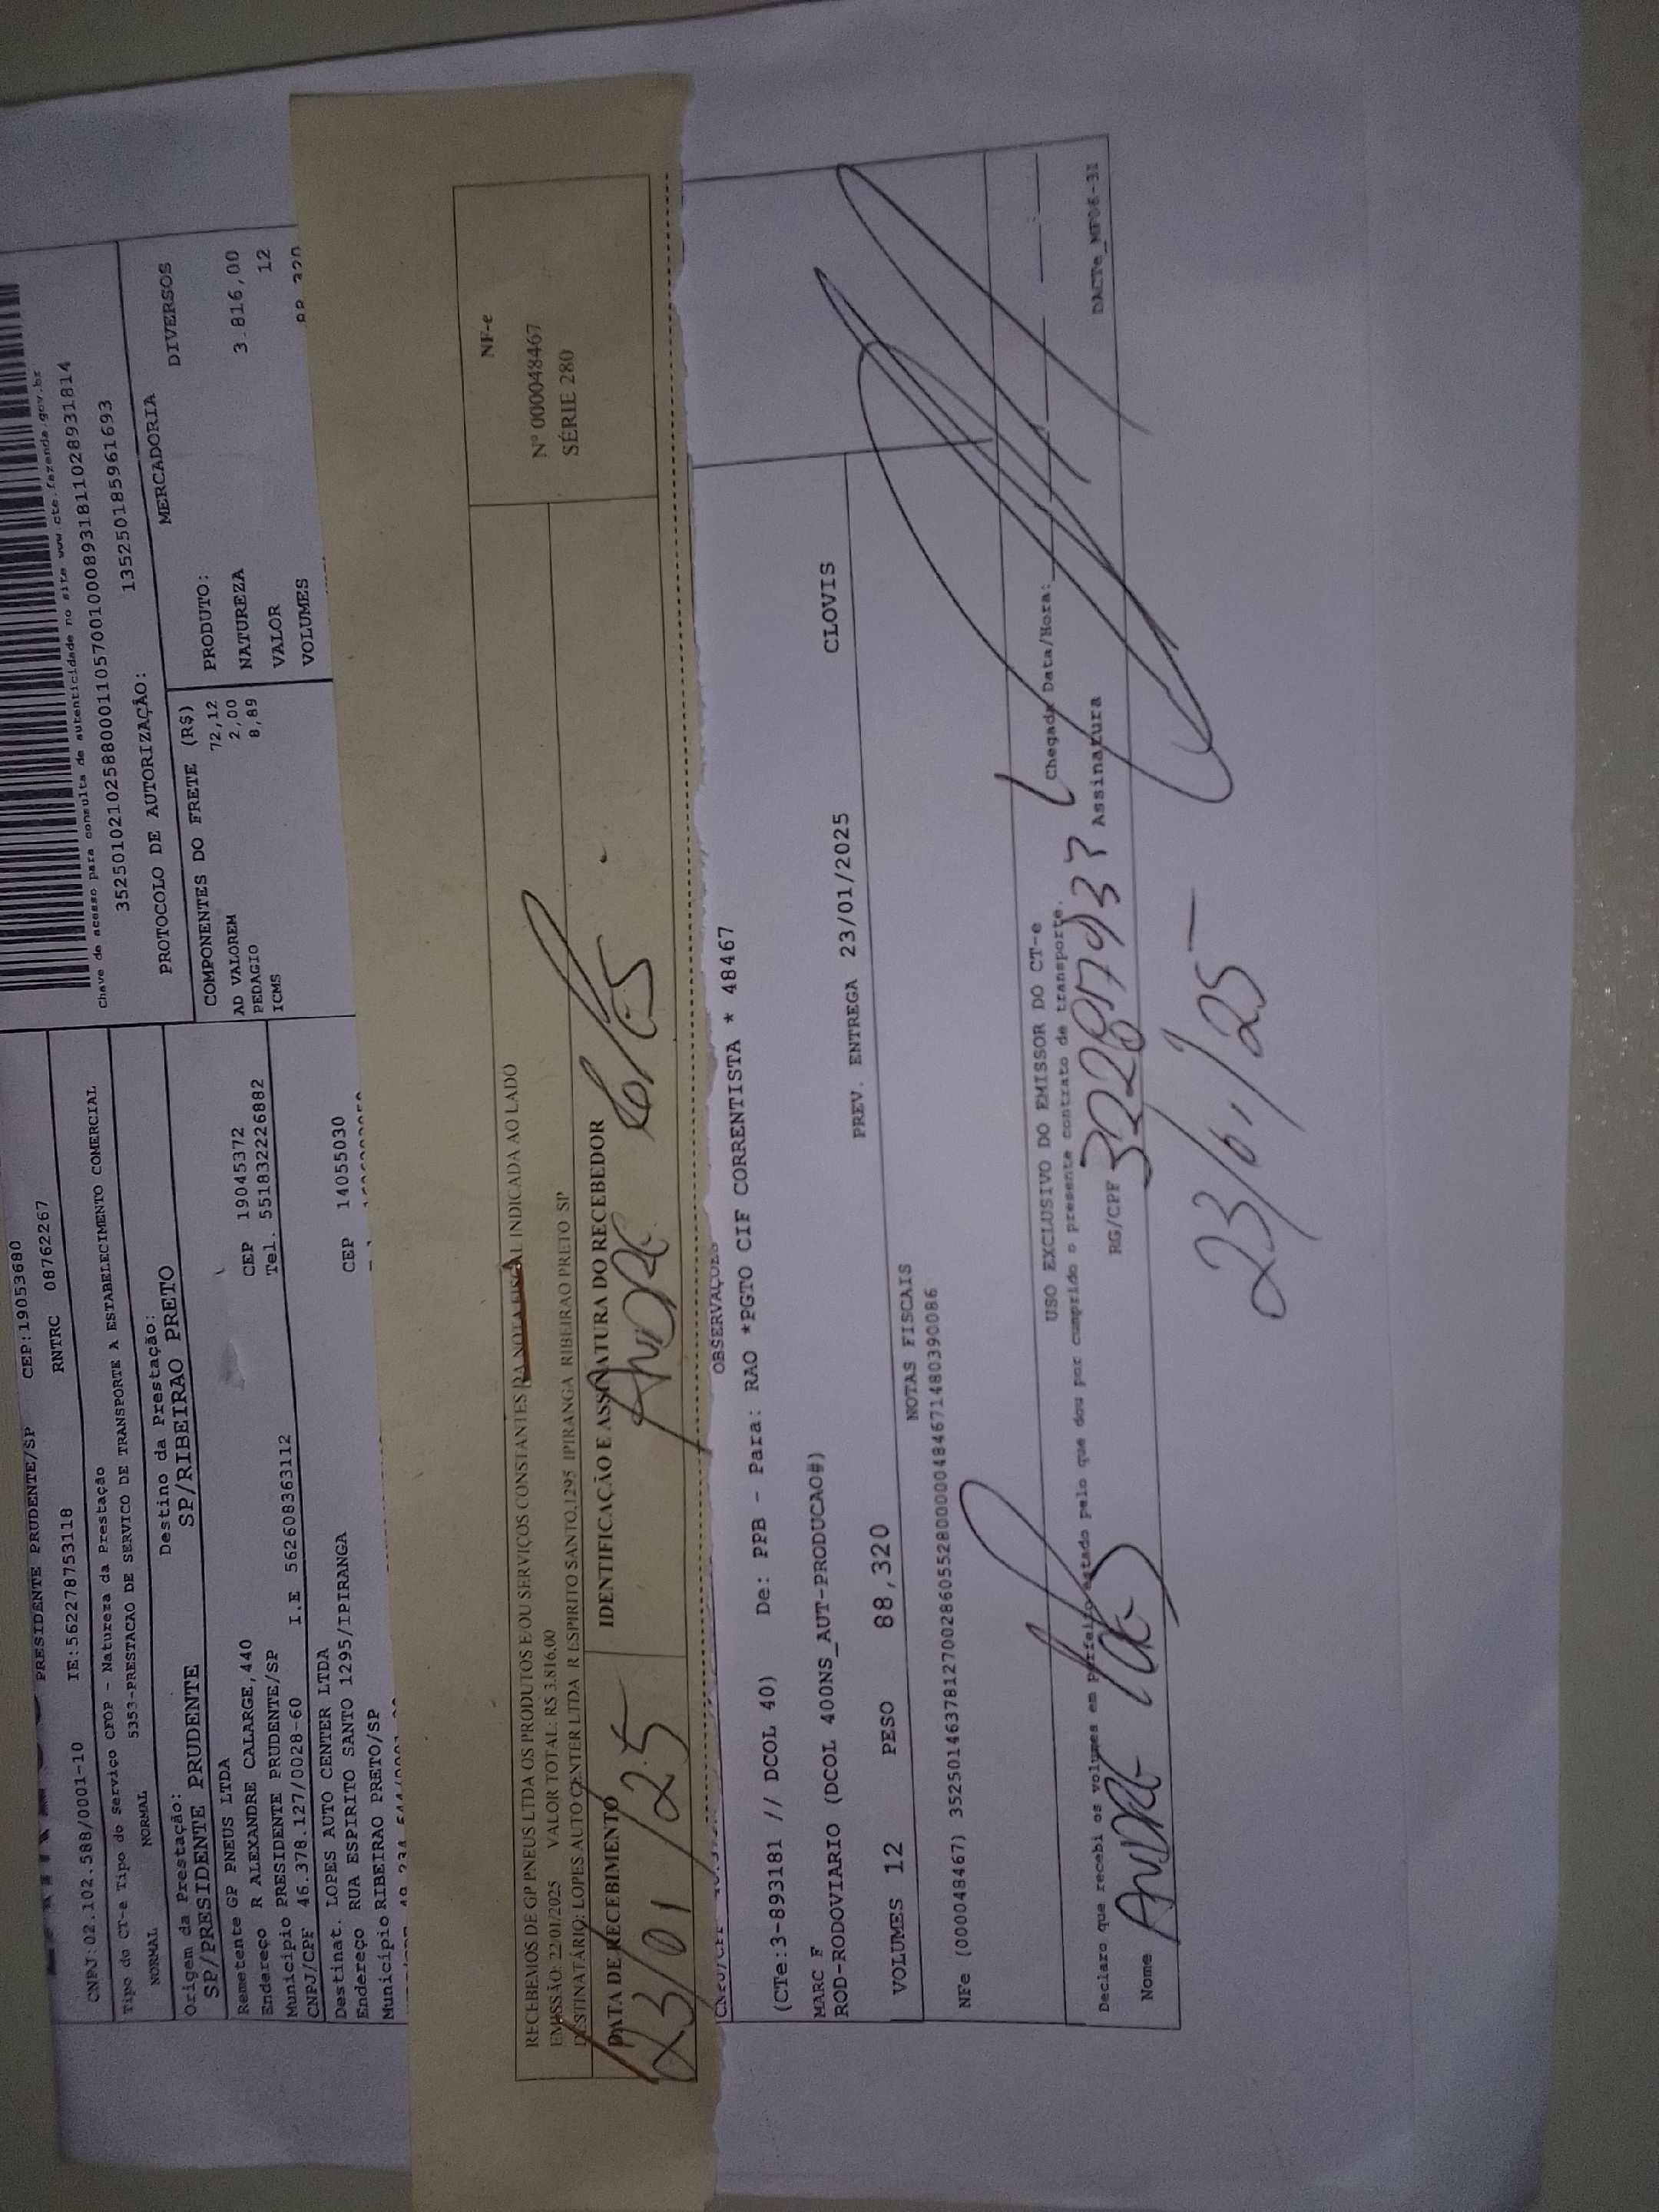 PRESIDENTE PRUDENTE/SP CEP:19053680
CNPJ:02.102.588/0001-10 IE:562278753118 RNTRC 08762267
Tipo do CT-e Tipo do Serviço CFOP - Natureza da Prestação
NORMAL NORMAL 5353-PRESTACAO DE SERVICO DE TRANSPORTE A ESTABELECIMENTO COMERCIAL
Origem da Prestação: Destino da Prestação:
SP/PRESIDENTE PRUDENTE SP/RIBEIRAO PRETO
Remetente GP PNEUS LTDA
Endereço R ALEXANDRE CALARGE,440 CEP 19045372
Município PRESIDENTE PRUDENTE/SP Tel. 5518322226882
CNPJ/CPF 46.378.127/0028-60 I.E 562608363112
Destinat. LOPES AUTO CENTER LTDA
Endereço RUA ESPIRITO SANTO 1295/IPIRANGA CEP 14055030
Município RIBEIRAO PRETO/SP
Chave de acesso para consulta de autenticidade no site www.cte.fazenda.gov.br
35250102102588000110570010008931811028931814
PROTOCOLO DE AUTORIZAÇÃO: 135250185961693
COMPONENTES DO FRETE (R$) MERCADORIA
72,12 PRODUTO: DIVERSOS
AD VALOREM 2,00 NATUREZA
PEDAGIO 8,89 VALOR 3.816,00
ICMS VOLUMES 12
RECEBEMOS DE GP PNEUS LTDA OS PRODUTOS E/OU SERVIÇOS CONSTANTES DA NOTA FISCAL INDICADA AO LADO
EMISSÃO: 22/01/2025 VALOR TOTAL: R$ 3.816,00
DESTINATÁRIO: LOPES AUTO CENTER LTDA R ESPIRITO SANTO,1295 IPIRANGA RIBEIRAO PRETO SP
DATA DE RECEBIMENTO IDENTIFICAÇÃO E ASSINATURA DO RECEBEDOR
23/01/25 ANDRE
NF-e
Nº 000048467
SÉRIE 280
OBSERVAÇÕES
(CTe:3-893181 // DCOL 40) De: PPB - Para: RAO *PGTO CIF CORRENTISTA * 48467
MARC F
ROD-RODOVIARIO (DCOL 400NS_AUT-PRODUCAO#) PREV. ENTREGA 23/01/2025 CLOVIS
VOLUMES 12 PESO 88,320
NOTAS FISCAIS
NFe (000048467) 35250146378127002860552800000484671480390086
USO EXCLUSIVO DO EMISSOR DO CT-e
Declaro que recebi os volumes em perfeito estado pelo que dou por cumprido o presente contrato de transporte. Chegada Data/Hora:
Nome ANDRE RG/CPF Assinatura
DACTe_MP06-31
23/01/25